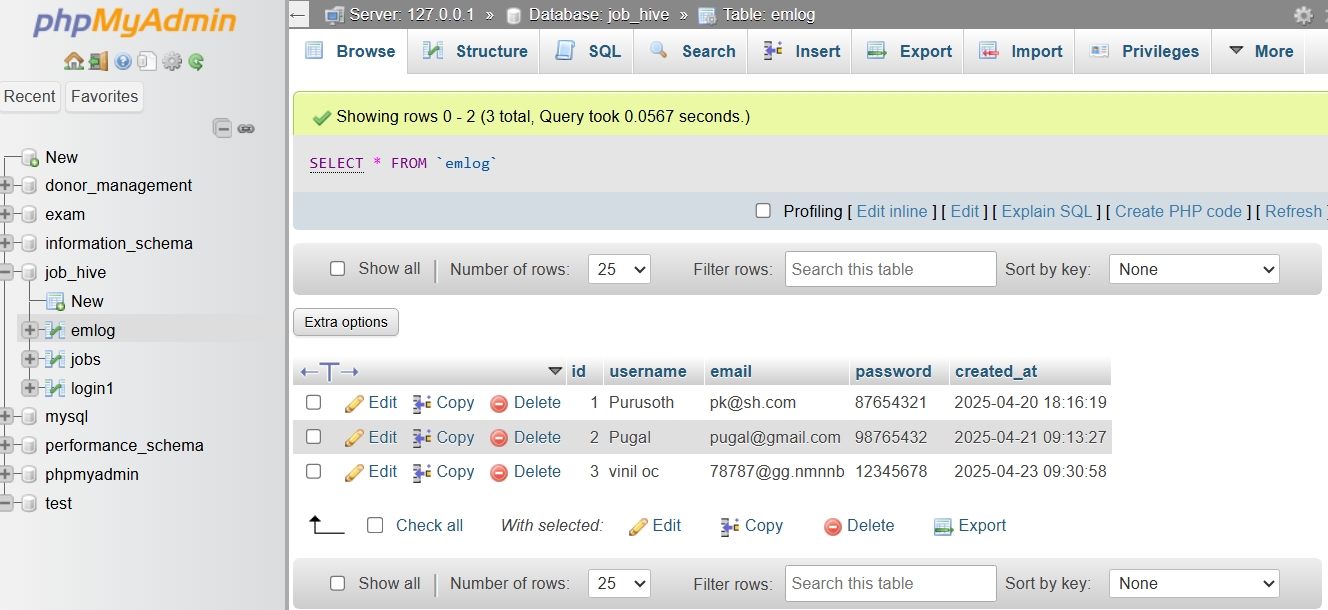 phpMyAdmin
Recent Favorites
New
donor_management
exam
information_schema
job_hive
New
emlog
jobs
login1
mysql
performance_schema
phpmyadmin
test
← Server: 127.0.0.1 » Database: job_hive » Table: emlog
Browse Structure SQL Search Insert Export Import Privileges More
Showing rows 0 - 2 (3 total, Query took 0.0567 seconds.)
SELECT * FROM `emlog`
Profiling [ Edit inline ] [ Edit ] [ Explain SQL ] [ Create PHP code ] [ Refresh ]
Show all | Number of rows: 25 Filter rows: Search this table Sort by key: None
Extra options
←T→ id username email password created_at
Edit Copy Delete 1 Purusoth pk@sh.com 87654321 2025-04-20 18:16:19
Edit Copy Delete 2 Pugal pugal@gmail.com 98765432 2025-04-21 09:13:27
Edit Copy Delete 3 vinil oc 78787@gg.nmnnb 12345678 2025-04-23 09:30:58
Check all With selected: Edit Copy Delete Export
Show all | Number of rows: 25 Filter rows: Search this table Sort by key: None